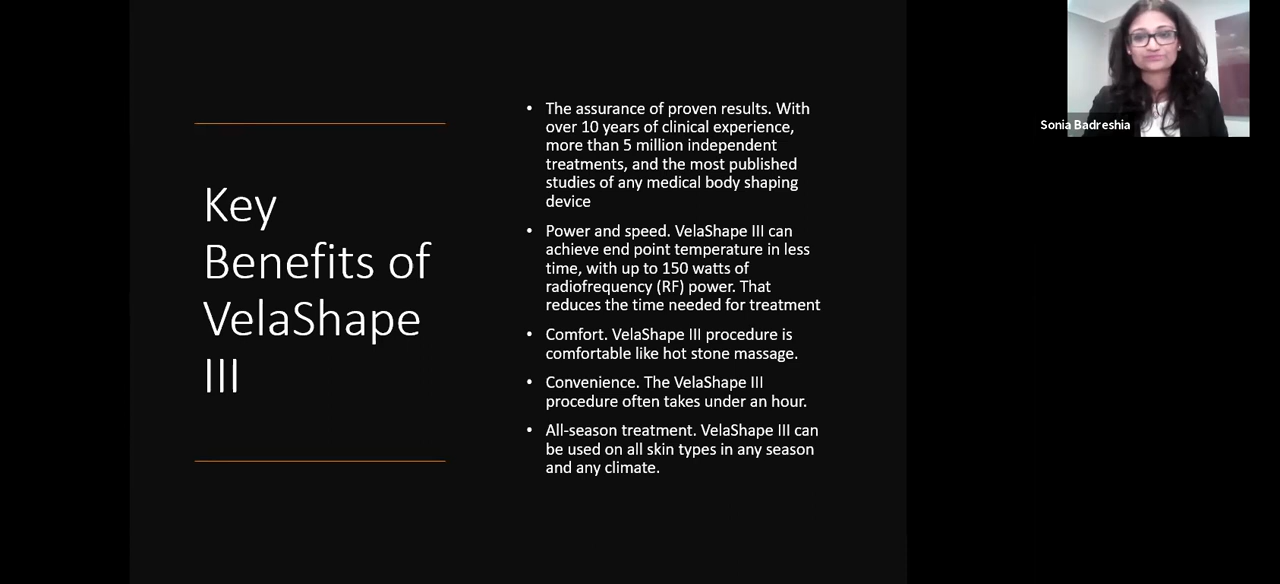 Key
Benefits of
VelaShape
III
• The assurance of proven results. With
over 10 years of clinical experience,
more than 5 million independent
treatments, and the most published
studies of any medical body shaping
device
• Power and speed. VelaShape III can
achieve end point temperature in less
time, with up to 150 watts of
radiofrequency (RF) power. That
reduces the time needed for treatment
• Comfort. VelaShape III procedure is
comfortable like hot stone massage.
• Convenience. The VelaShape III
procedure often takes under an hour.
• All-season treatment. VelaShape III can
be used on all skin types in any season
and any climate.
Sonia Badreshia